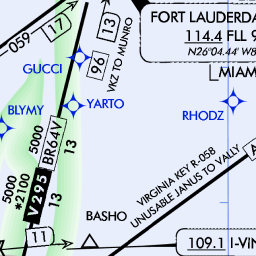 059
17
13
FORT LAUDERDA
114.4 FLL 9
N26°04.44' W8
MIAM
GUCCI
96
VKZ TO MUNRO
BLYMY
YARTO
RHODZ
5000
BR64V
13
5000
*2100
V295
13
VIRGINIA KEY R-058
UNUSABLE JANUS TO VALLY
A
BASHO
11
109.1 I-VIN